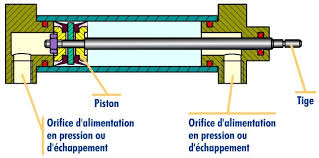 Piston
Tige
Orifice d'alimentation
en pression ou
d'échappement
Orifice d'alimentation
en pression ou
d'échappement